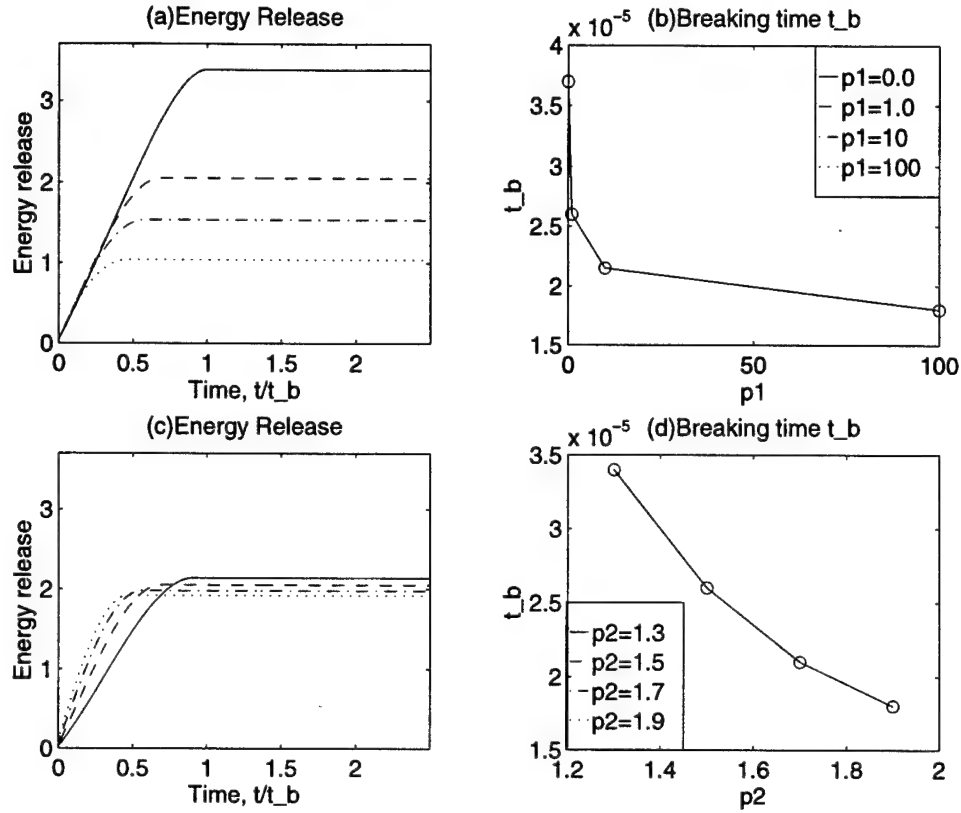 (a)Energy Release
Energy release
3
2
1
0
0 0.5 1 1.5 2
Time, t/t_b
x 10⁻⁵ (b)Breaking time t_b
t_b
4
3.5
3
2.5
2
1.5
0 50 100
p1
p1=0.0
p1=1.0
p1=10
p1=100
(c)Energy Release
Energy release
3
2
1
0
0 0.5 1 1.5 2
Time, t/t_b
x 10⁻⁵ (d)Breaking time t_b
t_b
3.5
3
2.5
2
1.5
1.2 1.4 1.6 1.8 2
p2
p2=1.3
p2=1.5
p2=1.7
p2=1.9